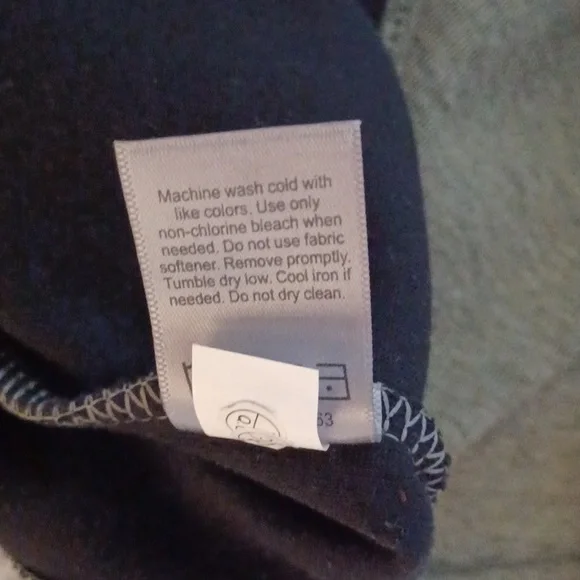 Machine wash cold with
like colors. Use only
non-chlorine bleach when
needed. Do not use fabric
softener. Remove promptly.
Tumble dry low. Cool iron if
needed. Do not dry clean.